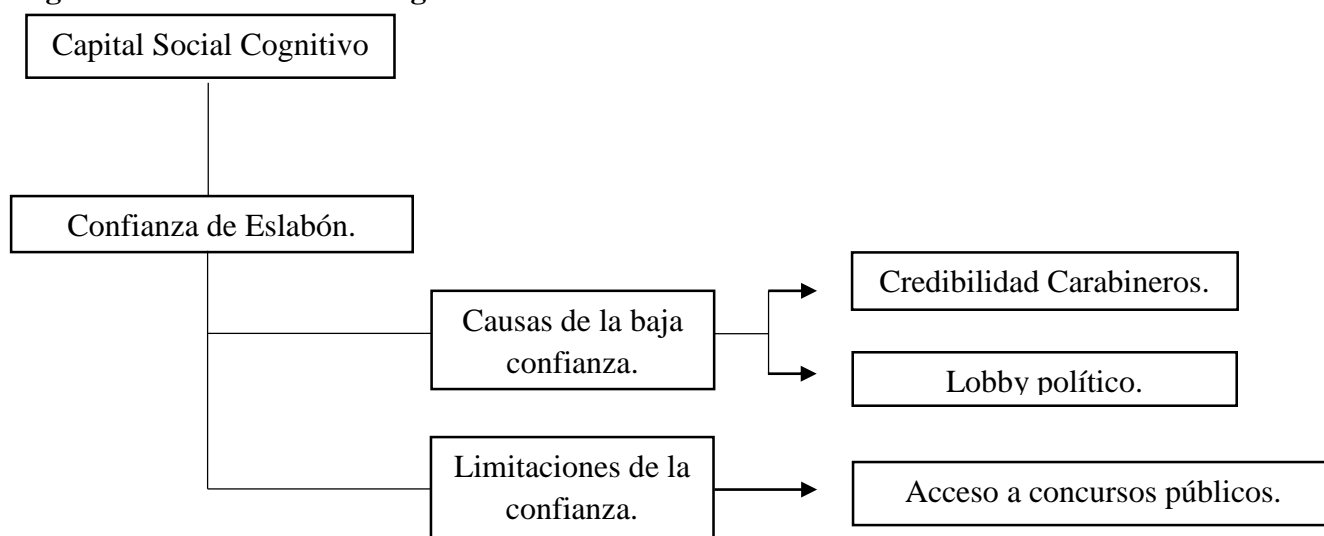 Capital Social Cognitivo
Confianza de Eslabón.
Causas de la baja
confianza.
Credibilidad Carabineros.
Lobby político.
Limitaciones de la
confianza.
Acceso a concursos públicos.